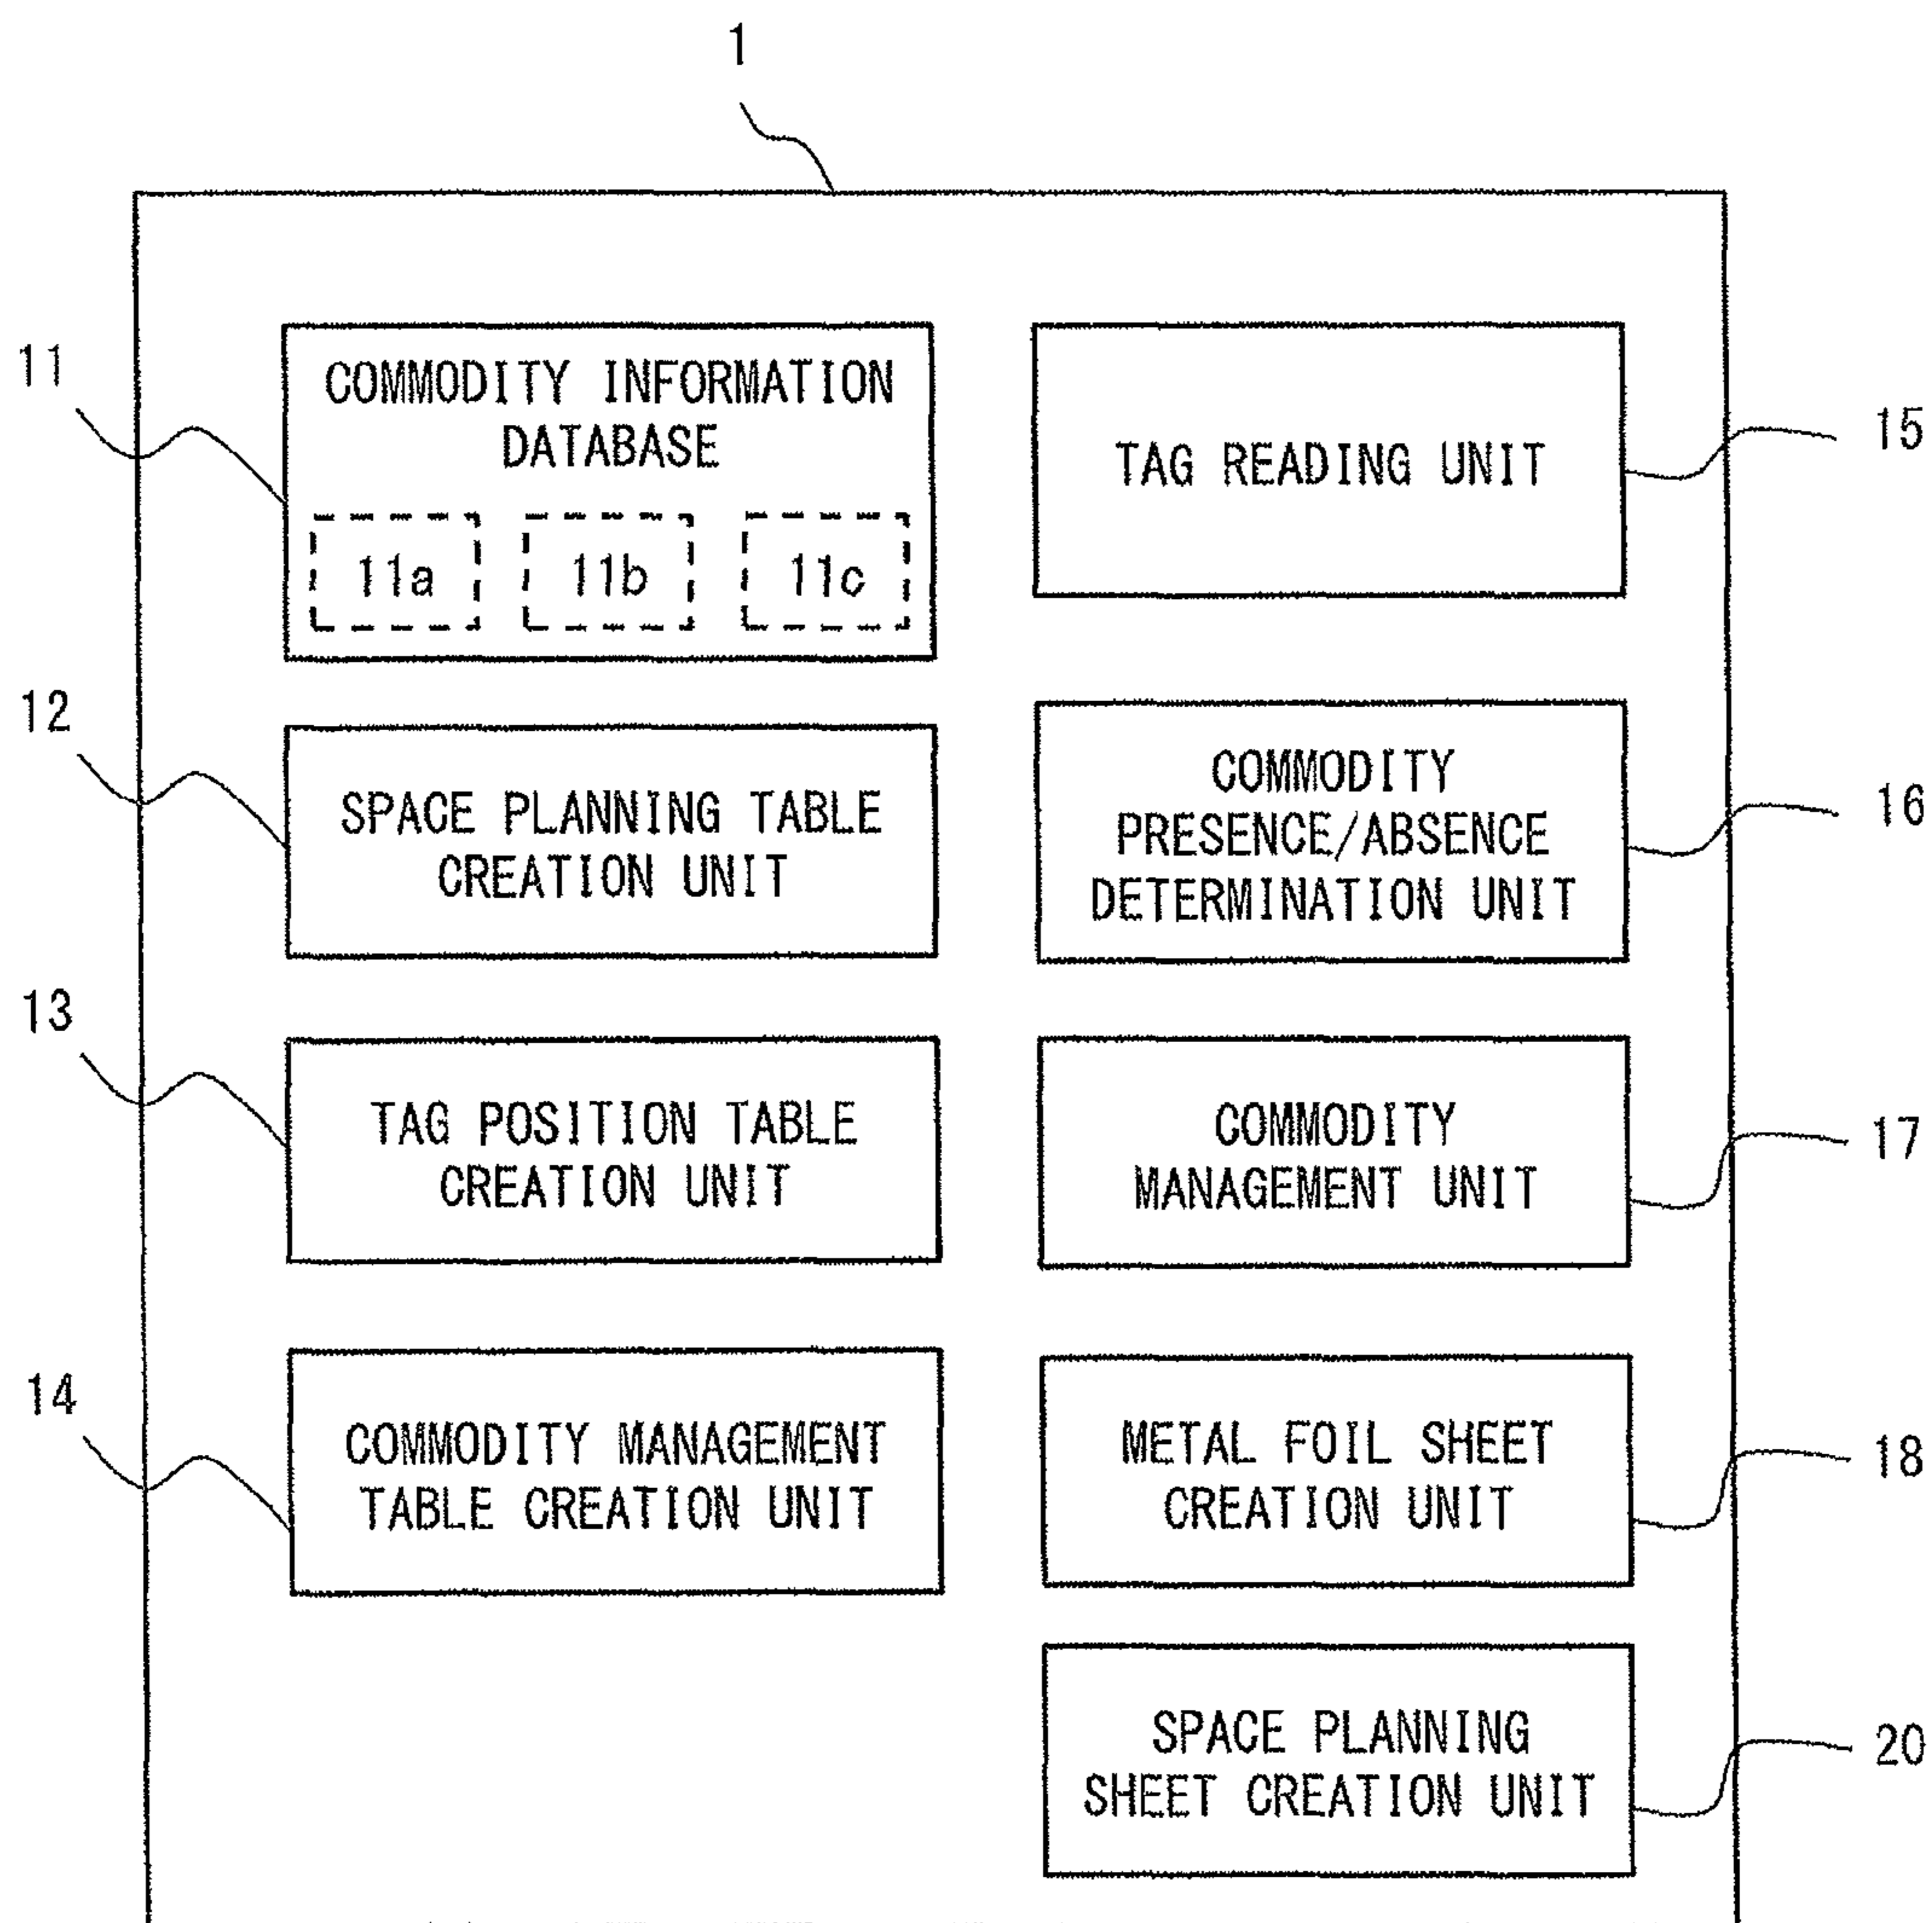 1
11
COMMODITY INFORMATION
DATABASE
11a 11b 11c
TAG READING UNIT
15
12
SPACE PLANNING TABLE
CREATION UNIT
COMMODITY
PRESENCE/ABSENCE
DETERMINATION UNIT
16
13
TAG POSITION TABLE
CREATION UNIT
COMMODITY
MANAGEMENT UNIT
17
14
COMMODITY MANAGEMENT
TABLE CREATION UNIT
METAL FOIL SHEET
CREATION UNIT
18
SPACE PLANNING
SHEET CREATION UNIT
20